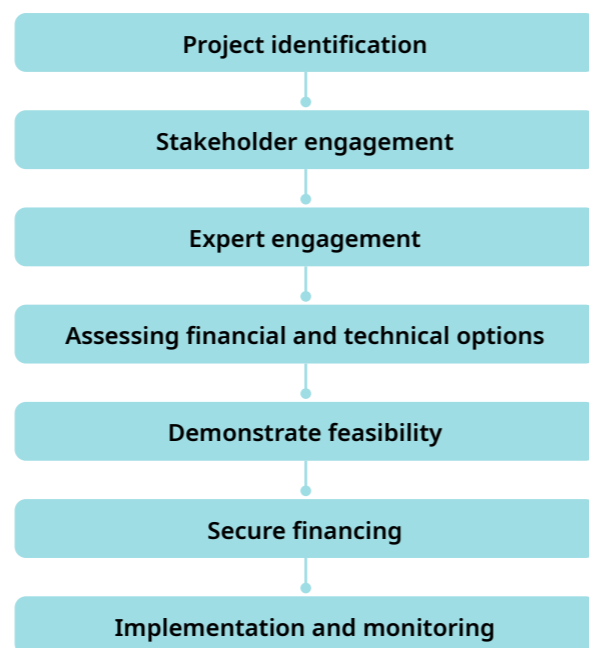 Project identification
Stakeholder engagement
Expert engagement
Assessing financial and technical options
Demonstrate feasibility
Secure financing
Implementation and monitoring